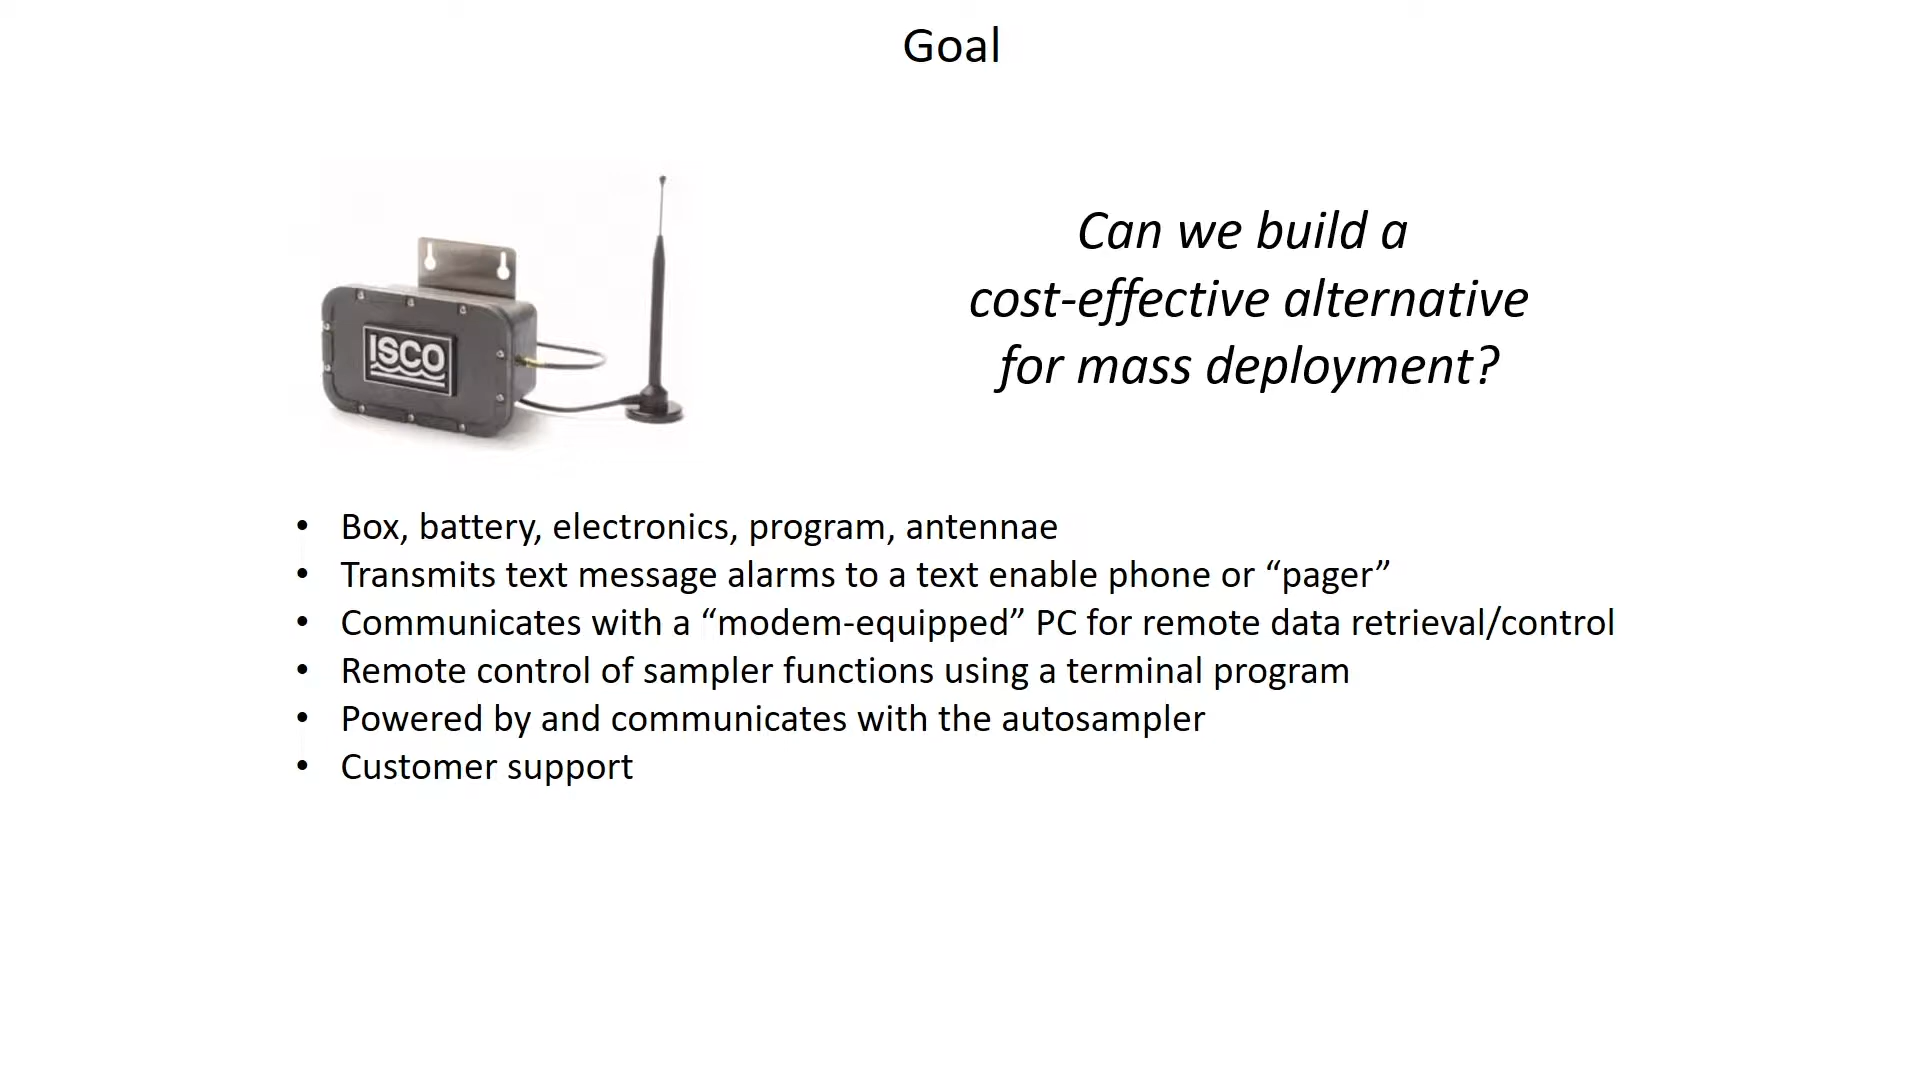 Goal
ISCO
Can we build a
cost-effective alternative
for mass deployment?
• Box, battery, electronics, program, antennae
• Transmits text message alarms to a text enable phone or “pager”
• Communicates with a “modem-equipped” PC for remote data retrieval/control
• Remote control of sampler functions using a terminal program
• Powered by and communicates with the autosampler
• Customer support